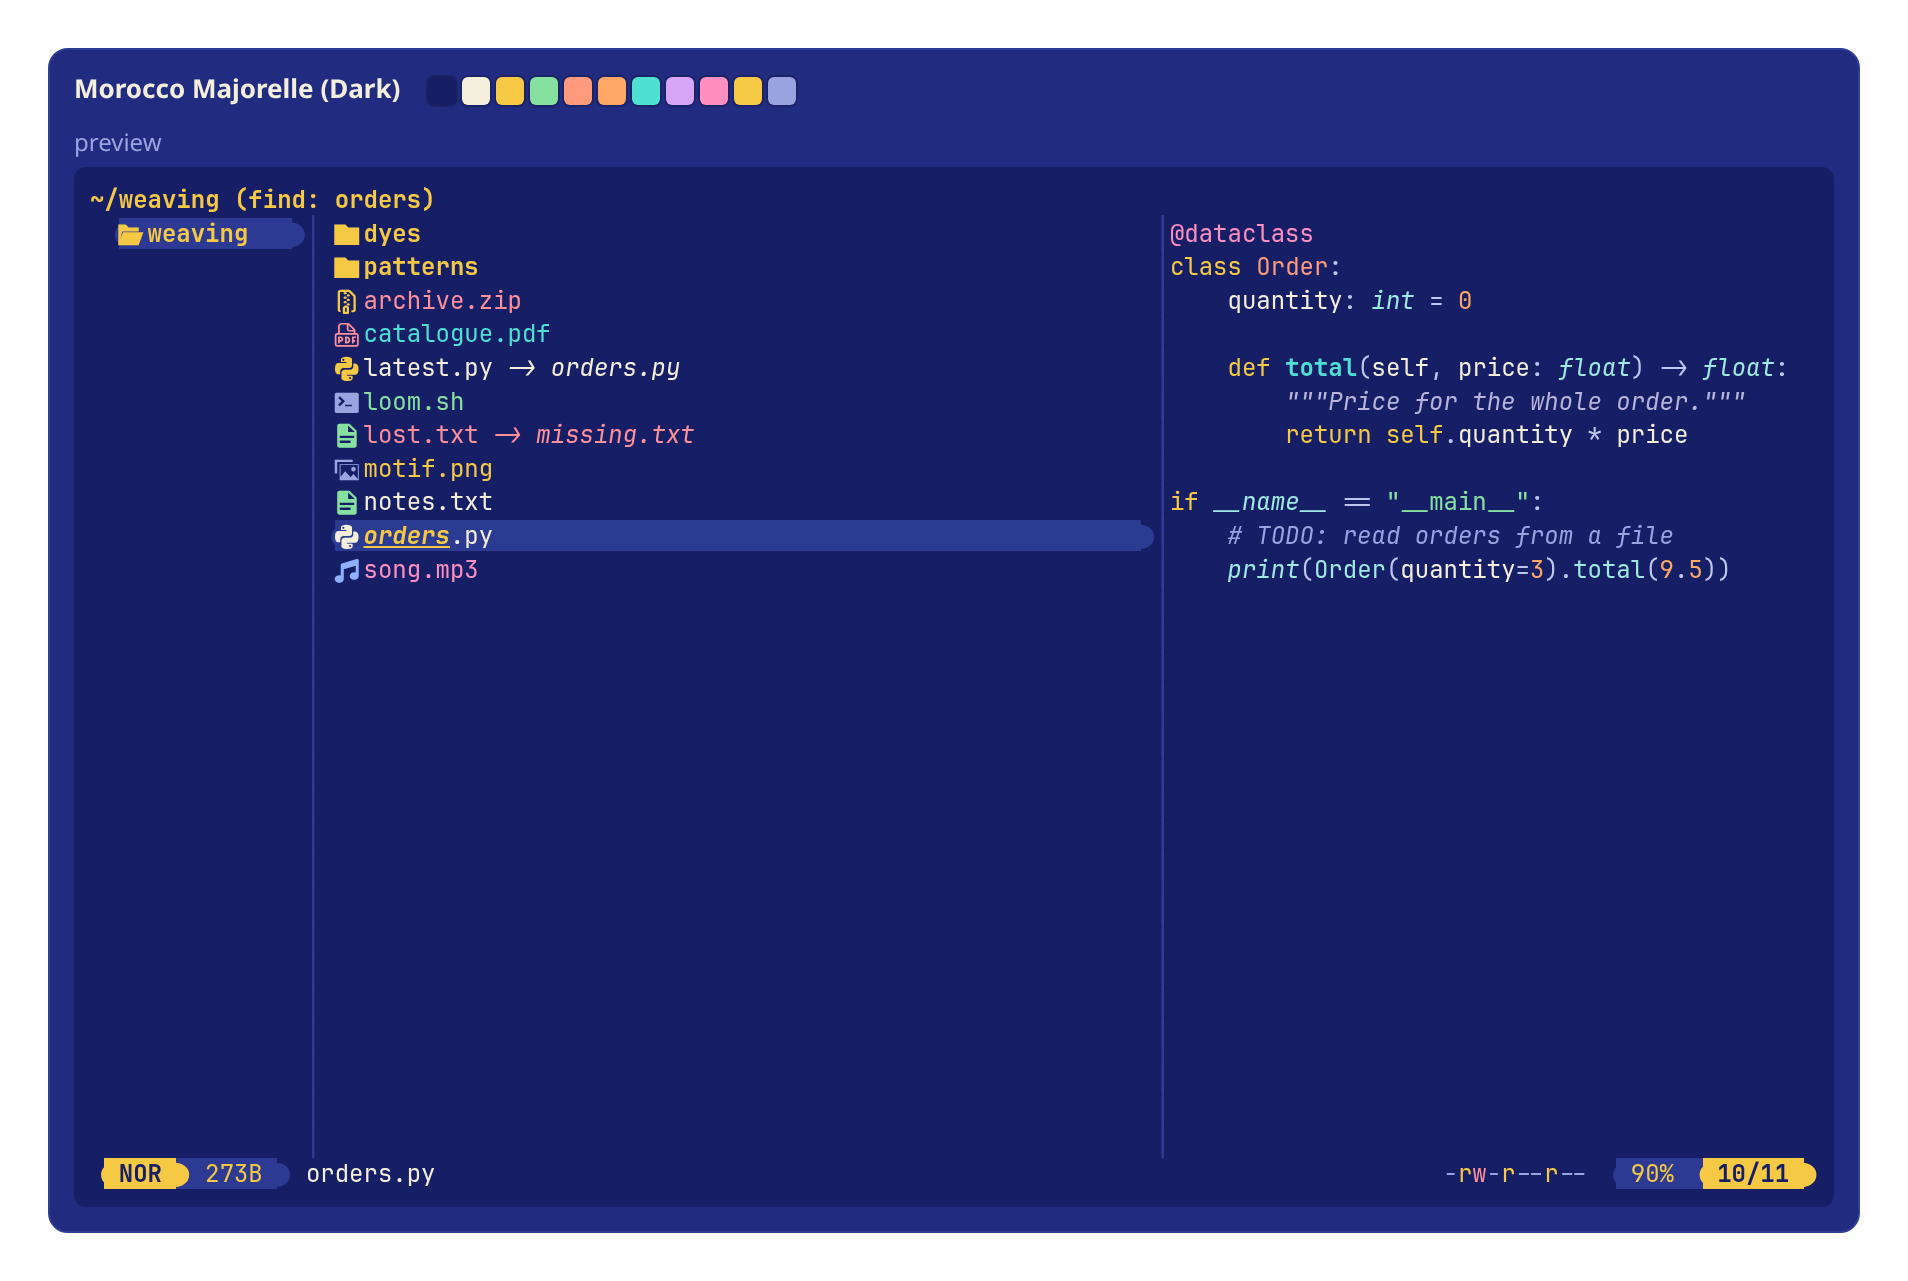 Morocco Majorelle (Dark)
preview
~/weaving (find: orders)
weaving
dyes
patterns
archive.zip
catalogue.pdf
latest.py -> orders.py
loom.sh
lost.txt -> missing.txt
motif.png
notes.txt
orders.py
song.mp3
@dataclass
class Order:
    quantity: int = 0
    def total(self, price: float) -> float:
        """Price for the whole order."""
        return self.quantity * price
if __name__ == "__main__":
    # TODO: read orders from a file
    print(Order(quantity=3).total(9.5))
NOR 273B orders.py
-rw-r--r-- 90% 10/11